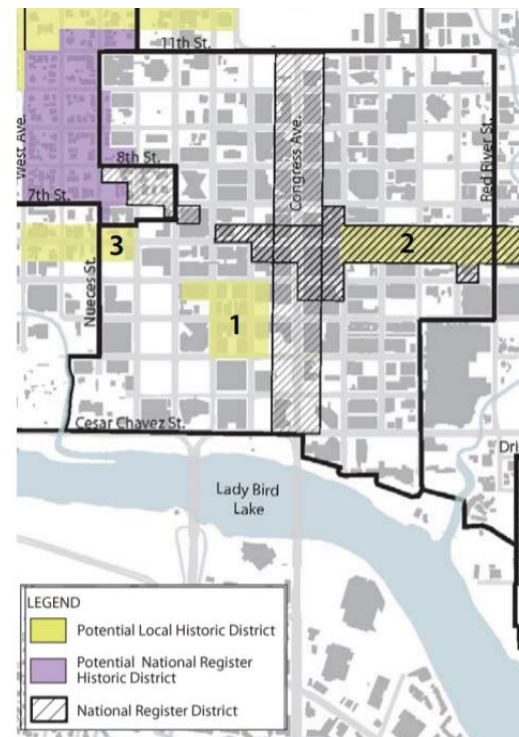 11th St.
West Ave.
8th St.
Congress Ave.
Red River St.
7th St.
3
2
Nueces St.
1
Cesar Chavez St.
Dri
Lady Bird
Lake
LEGEND
Potential Local Historic District
Potential National Register
Historic District
National Register District